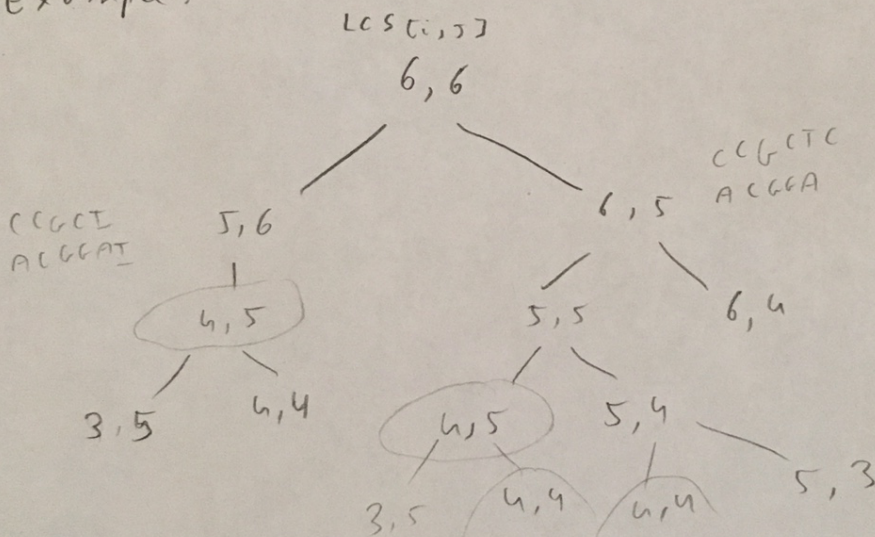 Example:
LCS[i,j]
6,6
CCGCTC
ACGGA
CCGCT
ACGGAT
5,6
6,5
4,5
5,5
6,4
3,5
4,4
4,5
5,4
3,5
4,4
4,4
5,3